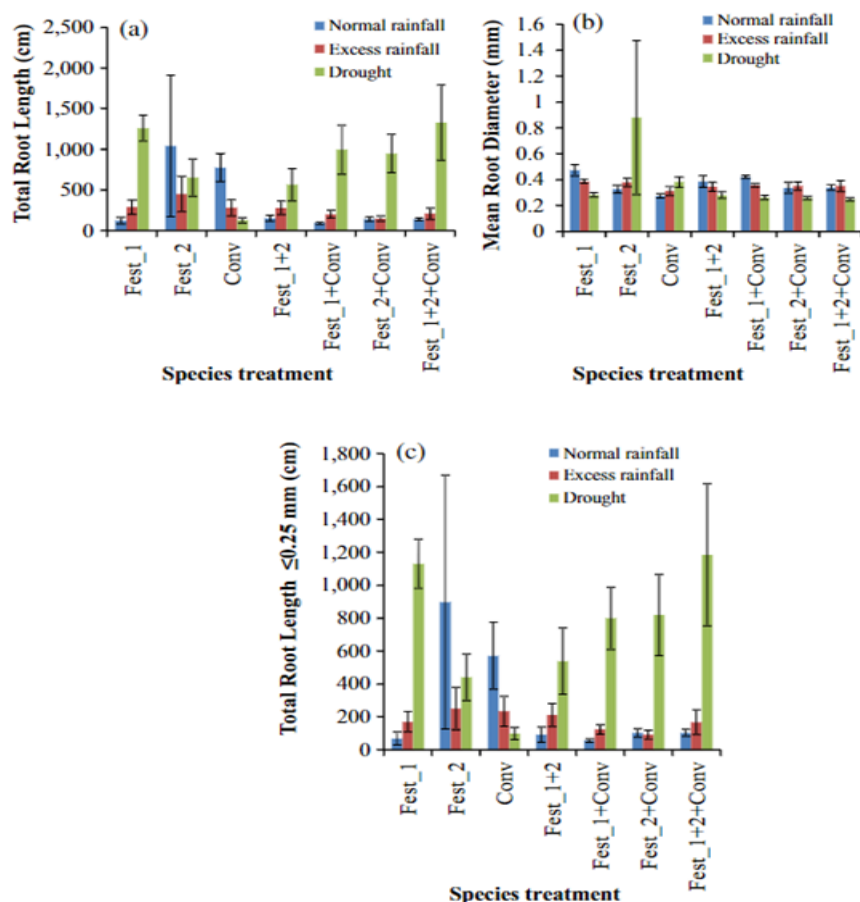 (a)
Normal rainfall
Excess rainfall
Drought
Total Root Length (cm)
2,500
2,000
1,500
1,000
500
0
Fest_1
Fest_2
Conv
Fest_1+2
Fest_1+Conv
Fest_2+Conv
Fest_1+2+Conv
Species treatment
(b)
Normal rainfall
Excess rainfall
Drought
Mean Root Diameter (mm)
1.6
1.4
1.2
1
0.8
0.6
0.4
0.2
0
Fest_1
Fest_2
Conv
Fest_1+2
Fest_1+Conv
Fest_2+Conv
Fest_1+2+Conv
Species treatment
(c)
Normal rainfall
Excess rainfall
Drought
Total Root Length ≤0.25 mm (cm)
1,800
1,600
1,400
1,200
1,000
800
600
400
200
0
Fest_1
Fest_2
Conv
Fest_1+2
Fest_1+Conv
Fest_2+Conv
Fest_1+2+Conv
Species treatment